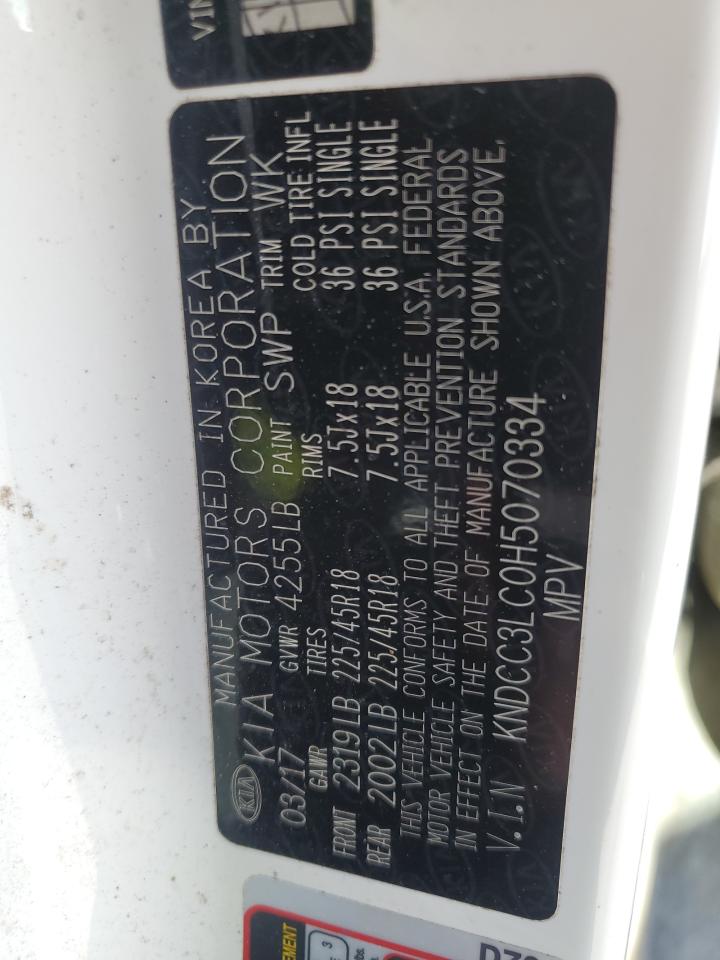 VIN
MANUFACTURED IN KOREA BY
KIA KIA MOTORS CORPORATION
03/17 GVWR 4255LB PAINT SWP TRIM WK
GAWR TIRES RIMS COLD TIRE INFL
FRONT 2319LB 225/45R18 7.5Jx18 36 PSI SINGLE
REAR 2002LB 225/45R18 7.5Jx18 36 PSI SINGLE
THIS VEHICLE CONFORMS TO ALL APPLICABLE U.S.A. FEDERAL
MOTOR VEHICLE SAFETY AND THEFT PREVENTION STANDARDS
IN EFFECT ON THE DATE OF MANUFACTURE SHOWN ABOVE.
V.I.N KNDCC3LC0H5070334
MPV